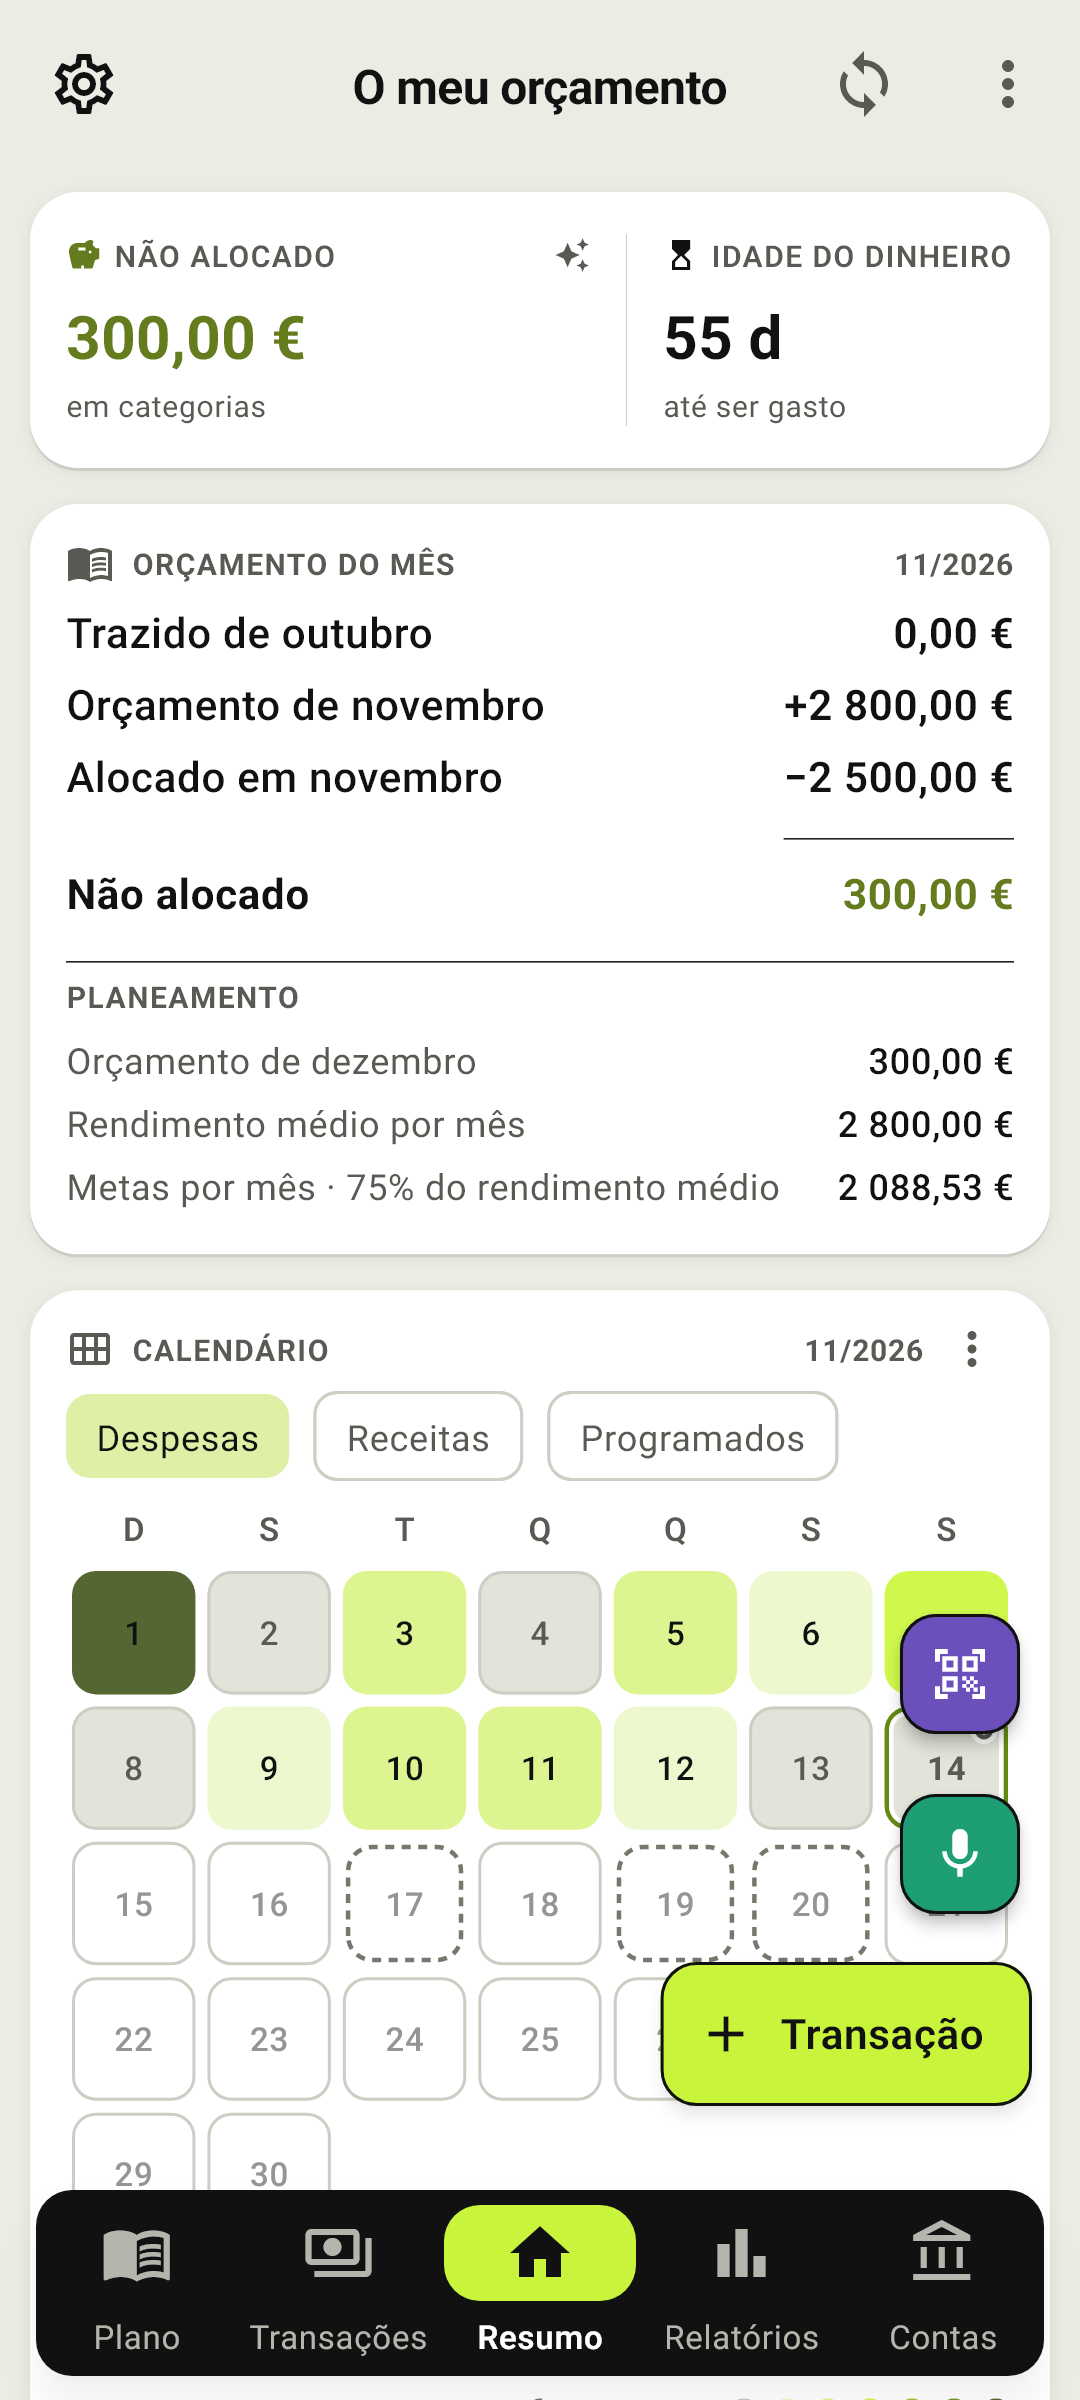 O meu orçamento
NÃO ALOCADO
300,00 €
em categorias
IDADE DO DINHEIRO
55 d
até ser gasto
ORÇAMENTO DO MÊS 11/2026
Trazido de outubro 0,00 €
Orçamento de novembro +2 800,00 €
Alocado em novembro −2 500,00 €
Não alocado 300,00 €
PLANEAMENTO
Orçamento de dezembro 300,00 €
Rendimento médio por mês 2 800,00 €
Metas por mês · 75% do rendimento médio 2 088,53 €
CALENDÁRIO 11/2026
Despesas Receitas Programados
D S T Q Q S S
1 2 3 4 5 6
8 9 10 11 12 13 14
15 16 17 18 19 20
22 23 24 25
Transação
29 30
Plano Transações Resumo Relatórios Contas